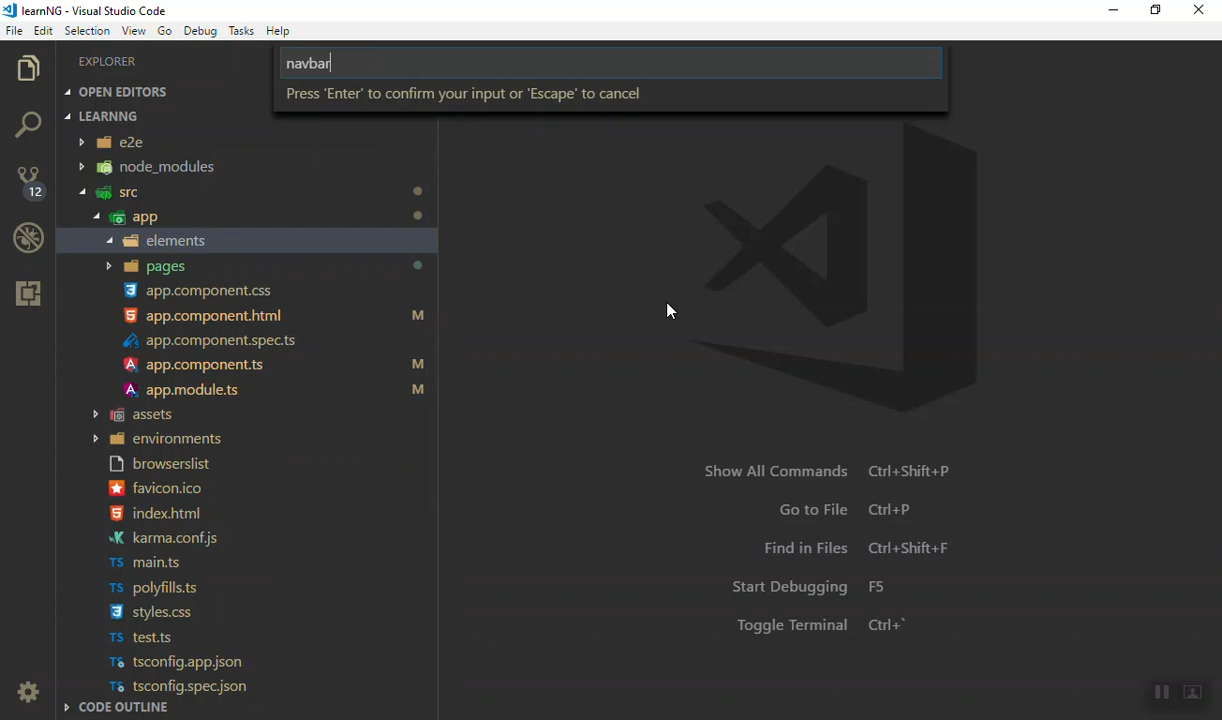 learnNG - Visual Studio Code
File Edit Selection View Go Debug Tasks Help
navbar
Press 'Enter' to confirm your input or 'Escape' to cancel
12
EXPLORER
OPEN EDITORS
LEARNNG
e2e
node_modules
src
app
elements
pages
app.component.css
app.component.html M
app.component.spec.ts
app.component.ts M
app.module.ts M
assets
environments
browserslist
favicon.ico
index.html
karma.conf.js
TS main.ts
TS polyfills.ts
styles.css
TS test.ts
tsconfig.app.json
tsconfig.spec.json
CODE OUTLINE
Show All Commands Ctrl+Shift+P
Go to File Ctrl+P
Find in Files Ctrl+Shift+F
Start Debugging F5
Toggle Terminal Ctrl+`